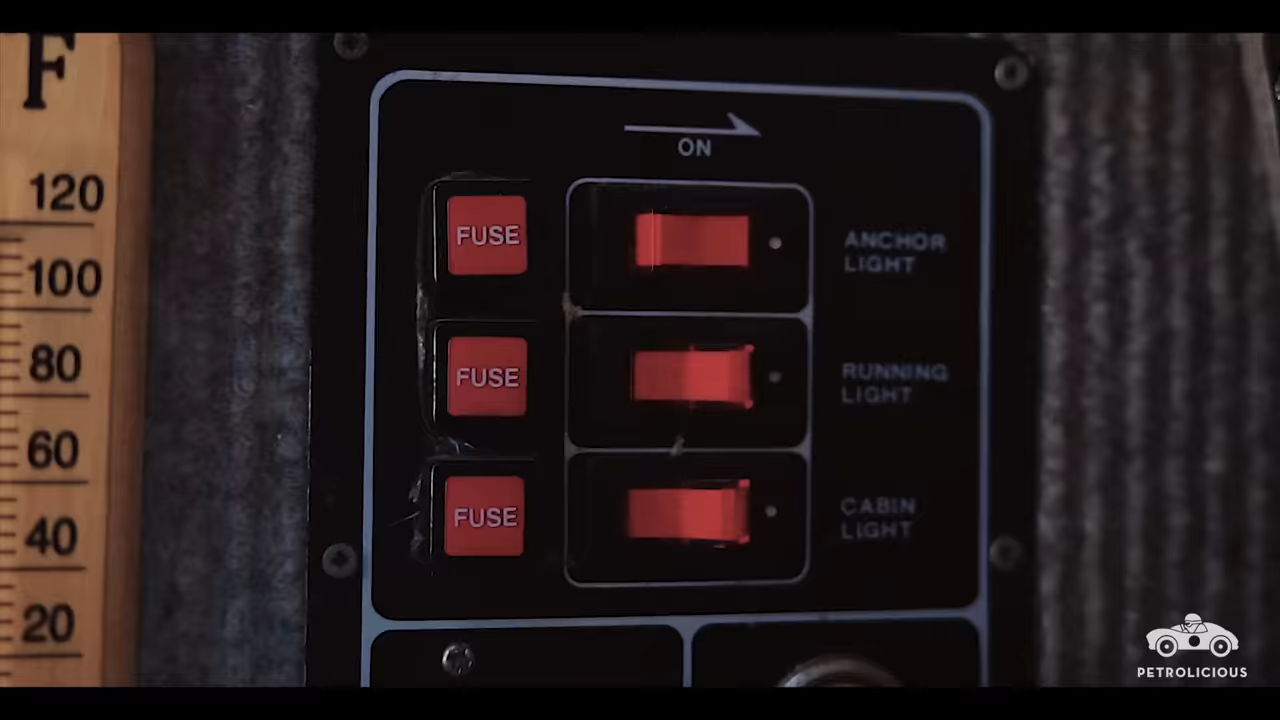 F
120
100
80
60
40
20
ON
FUSE
ANCHOR
LIGHT
FUSE
RUNNING
LIGHT
FUSE
CABIN
LIGHT
PETROLICIOUS